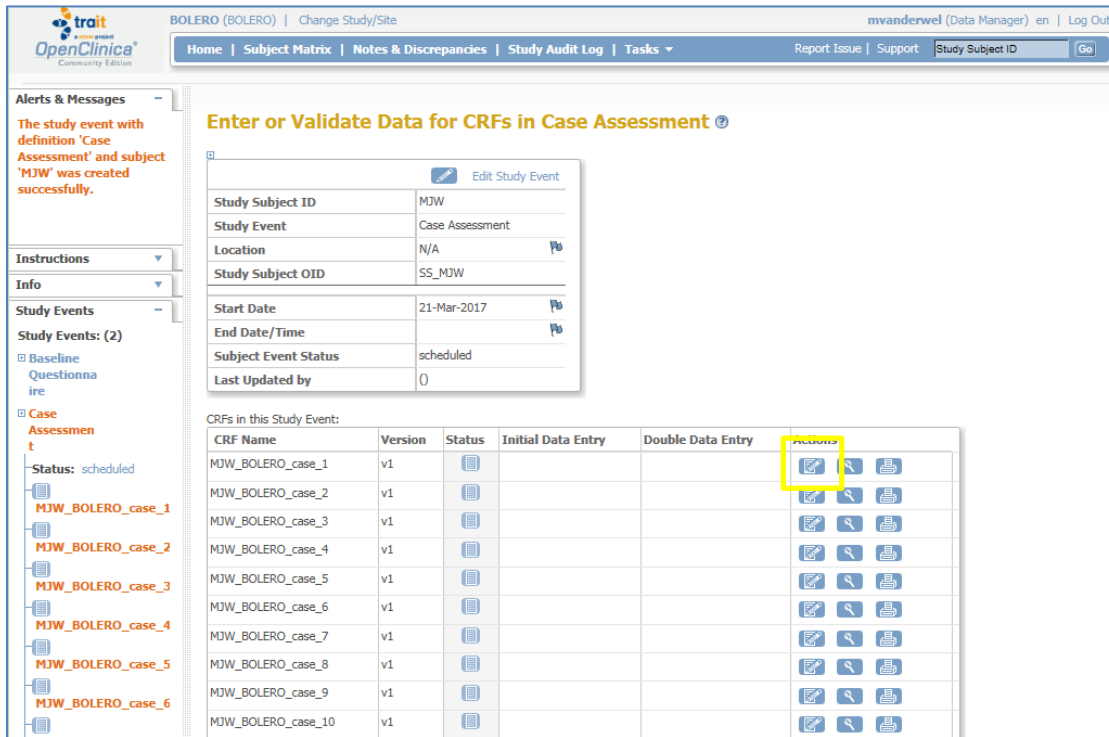 trait
a ctmm project
OpenClinica®
Community Edition
BOLERO (BOLERO) | Change Study/Site
mvanderwel (Data Manager) en | Log Out
Home | Subject Matrix | Notes & Discrepancies | Study Audit Log | Tasks
Report Issue | Support
Study Subject ID
Go
Alerts & Messages
The study event with
definition 'Case
Assessment' and subject
'MJW' was created
successfully.
Instructions
Info
Study Events
Study Events: (2)
Baseline
Questionna
ire
Case
Assessmen
t
Status: scheduled
MJW_BOLERO_case_1
MJW_BOLERO_case_2
MJW_BOLERO_case_3
MJW_BOLERO_case_4
MJW_BOLERO_case_5
MJW_BOLERO_case_6
Enter or Validate Data for CRFs in Case Assessment
Edit Study Event
Study Subject ID MJW
Study Event Case Assessment
Location N/A
Study Subject OID SS_MJW
Start Date 21-Mar-2017
End Date/Time
Subject Event Status scheduled
Last Updated by ()
CRFs in this Study Event:
CRF Name Version Status Initial Data Entry Double Data Entry Actions
MJW_BOLERO_case_1 v1
MJW_BOLERO_case_2 v1
MJW_BOLERO_case_3 v1
MJW_BOLERO_case_4 v1
MJW_BOLERO_case_5 v1
MJW_BOLERO_case_6 v1
MJW_BOLERO_case_7 v1
MJW_BOLERO_case_8 v1
MJW_BOLERO_case_9 v1
MJW_BOLERO_case_10 v1